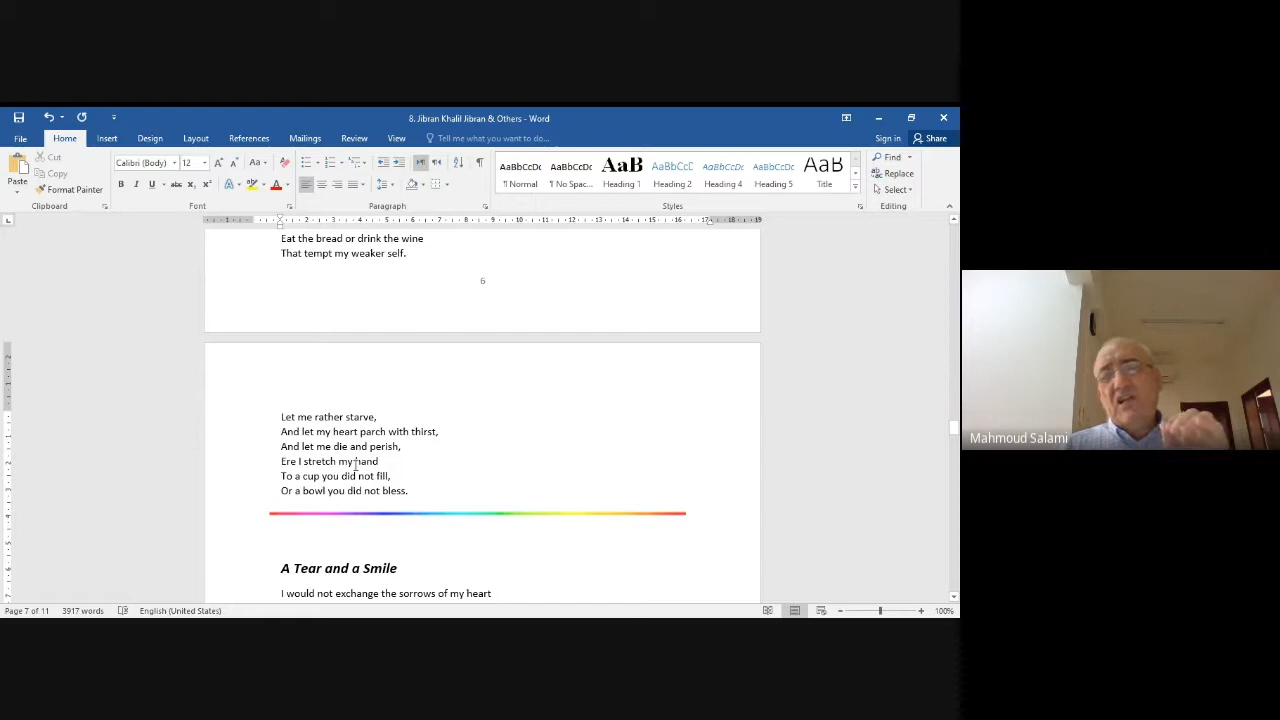 8. Jibran Khalil Jibran & Others - Word
File Home Insert Design Layout References Mailings Review View Tell me what you want to do... Sign in Share
Paste Cut Copy Format Painter
Clipboard
Calibri (Body) 12
Font
Paragraph
AaBbCcDc AaBbCcDc AaBb AaBbCcD AaBbCcDc AaBbCcDc AaB
¶ Normal ¶ No Spac... Heading 1 Heading 2 Heading 4 Heading 5 Title
Styles
Find
Replace
Select
Editing
Eat the bread or drink the wine
That tempt my weaker self.
6
Let me rather starve,
And let my heart parch with thirst,
And let me die and perish,
Ere I stretch my hand
To a cup you did not fill,
Or a bowl you did not bless.
A Tear and a Smile
I would not exchange the sorrows of my heart
Page 7 of 11 3917 words English (United States) 100%
Mahmoud Salami